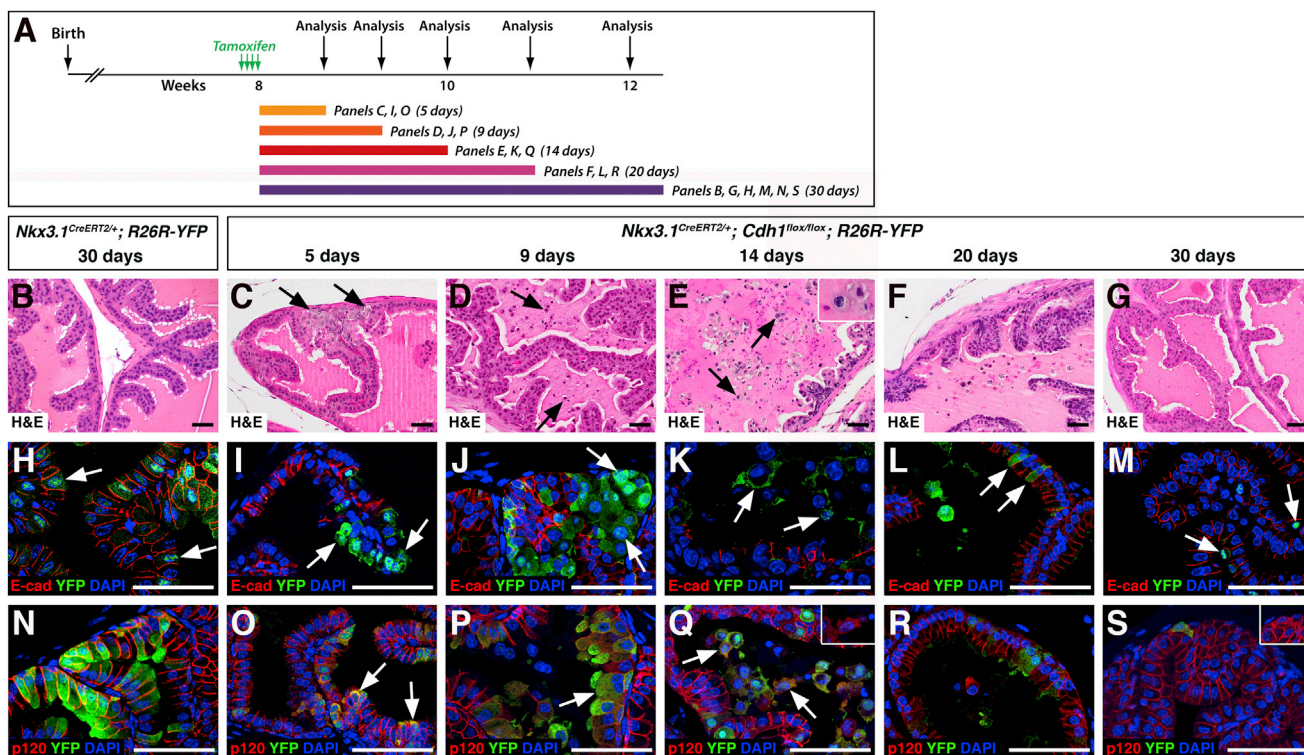 A
Birth
Tamoxifen
Analysis Analysis Analysis Analysis Analysis
Weeks 8 10 12
Panels C, I, O (5 days)
Panels D, J, P (9 days)
Panels E, K, Q (14 days)
Panels F, L, R (20 days)
Panels B, G, H, M, N, S (30 days)
Nkx3.1CreERT2/+; R26R-YFP
30 days
Nkx3.1CreERT2/+; Cdh1flox/flox; R26R-YFP
5 days 9 days 14 days 20 days 30 days
B C D E F G
H&E H&E H&E H&E H&E H&E
H I J K L M
E-cad YFP DAPI E-cad YFP DAPI E-cad YFP DAPI E-cad YFP DAPI E-cad YFP DAPI E-cad YFP DAPI
N O P Q R S
p120 YFP DAPI p120 YFP DAPI p120 YFP DAPI p120 YFP DAPI p120 YFP DAPI p120 YFP DAPI